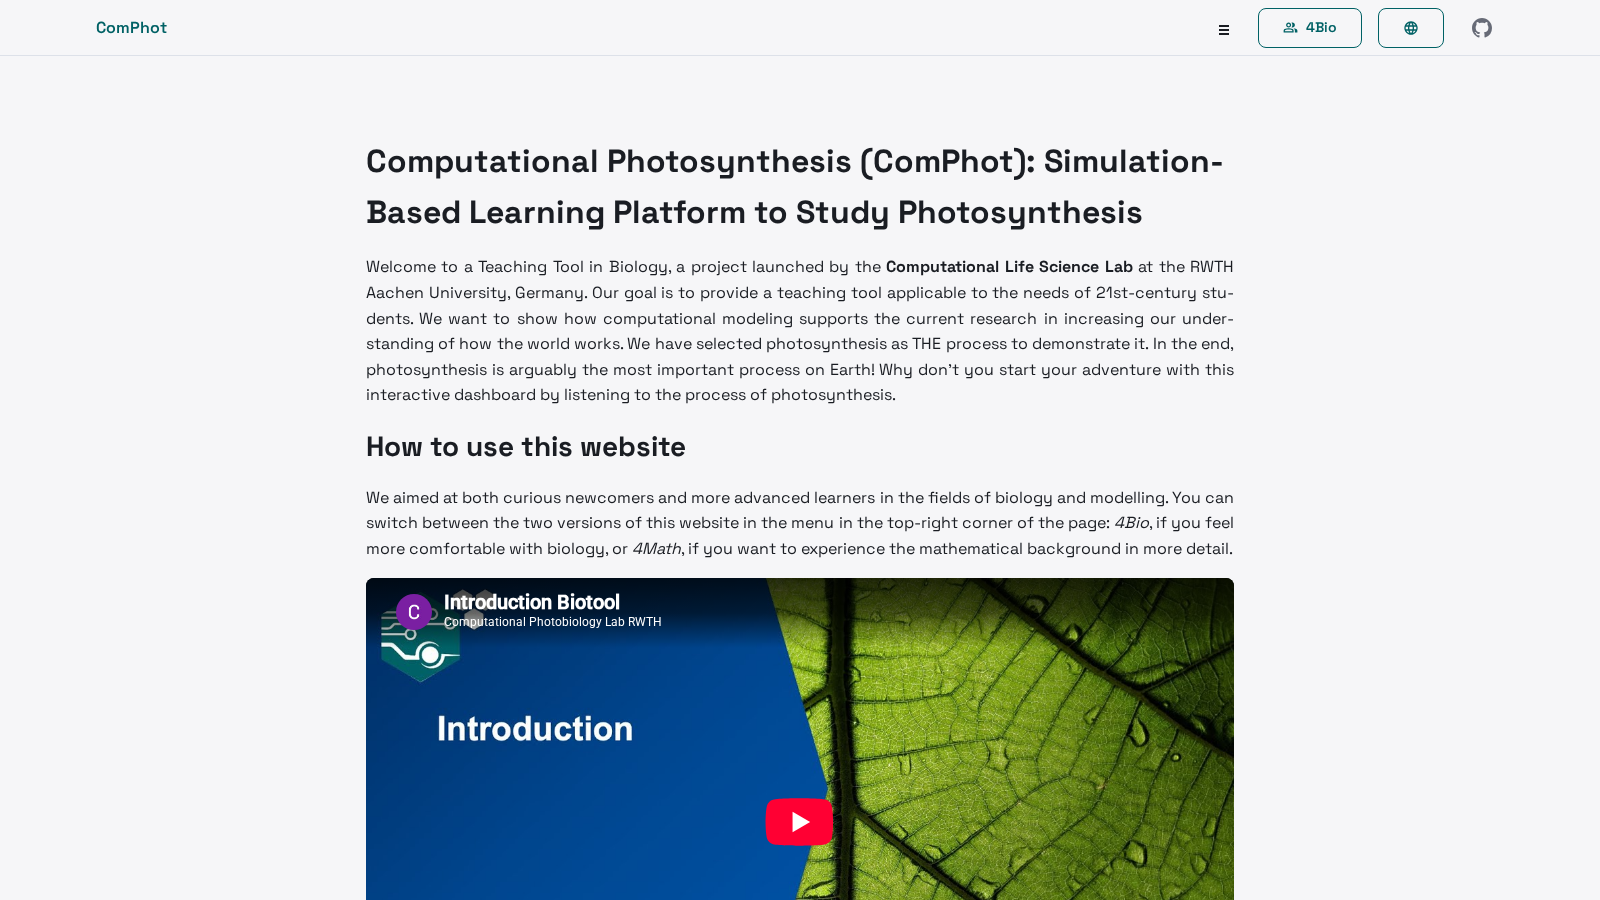 ComPhot
4Bio
Computational Photosynthesis (ComPhot): Simulation-
Based Learning Platform to Study Photosynthesis
Welcome to a Teaching Tool in Biology, a project launched by the Computational Life Science Lab at the RWTH
Aachen University, Germany. Our goal is to provide a teaching tool applicable to the needs of 21st-century stu-
dents. We want to show how computational modeling supports the current research in increasing our under-
standing of how the world works. We have selected photosynthesis as THE process to demonstrate it. In the end,
photosynthesis is arguably the most important process on Earth! Why don't you start your adventure with this
interactive dashboard by listening to the process of photosynthesis.
How to use this website
We aimed at both curious newcomers and more advanced learners in the fields of biology and modelling. You can
switch between the two versions of this website in the menu in the top-right corner of the page: 4Bio, if you feel
more comfortable with biology, or 4Math, if you want to experience the mathematical background in more detail.
C
Introduction Biotool
Computational Photobiology Lab RWTH
Introduction